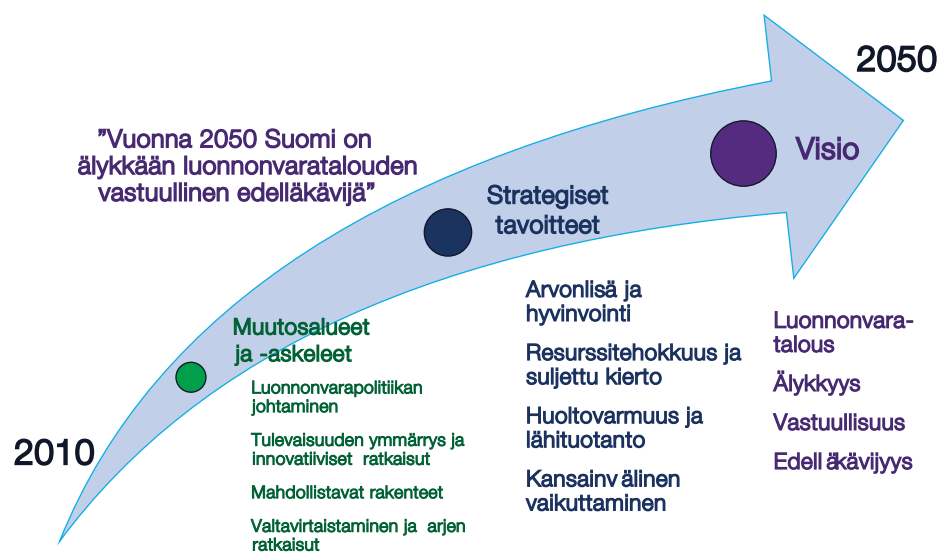 2050
”Vuonna 2050 Suomi on
älykkään luonnonvaratalouden
vastuullinen edelläkävijä”
Visio
Strategiset
tavoitteet
Muutosalueet
ja -askeleet
Luonnonvarapolitiikan
johtaminen
Tulevaisuuden ymmärrys ja
innovatiiviset ratkaisut
Mahdollistavat rakenteet
Valtavirtaistaminen ja arjen
ratkaisut
Arvonlisä ja
hyvinvointi
Resurssitehokkuus ja
suljettu kierto
Huoltovarmuus ja
lähituotanto
Kansainv älinen
vaikuttaminen
Luonnonvara-
talous
Älykkyys
Vastuullisuus
Edell äkävijyys
2010